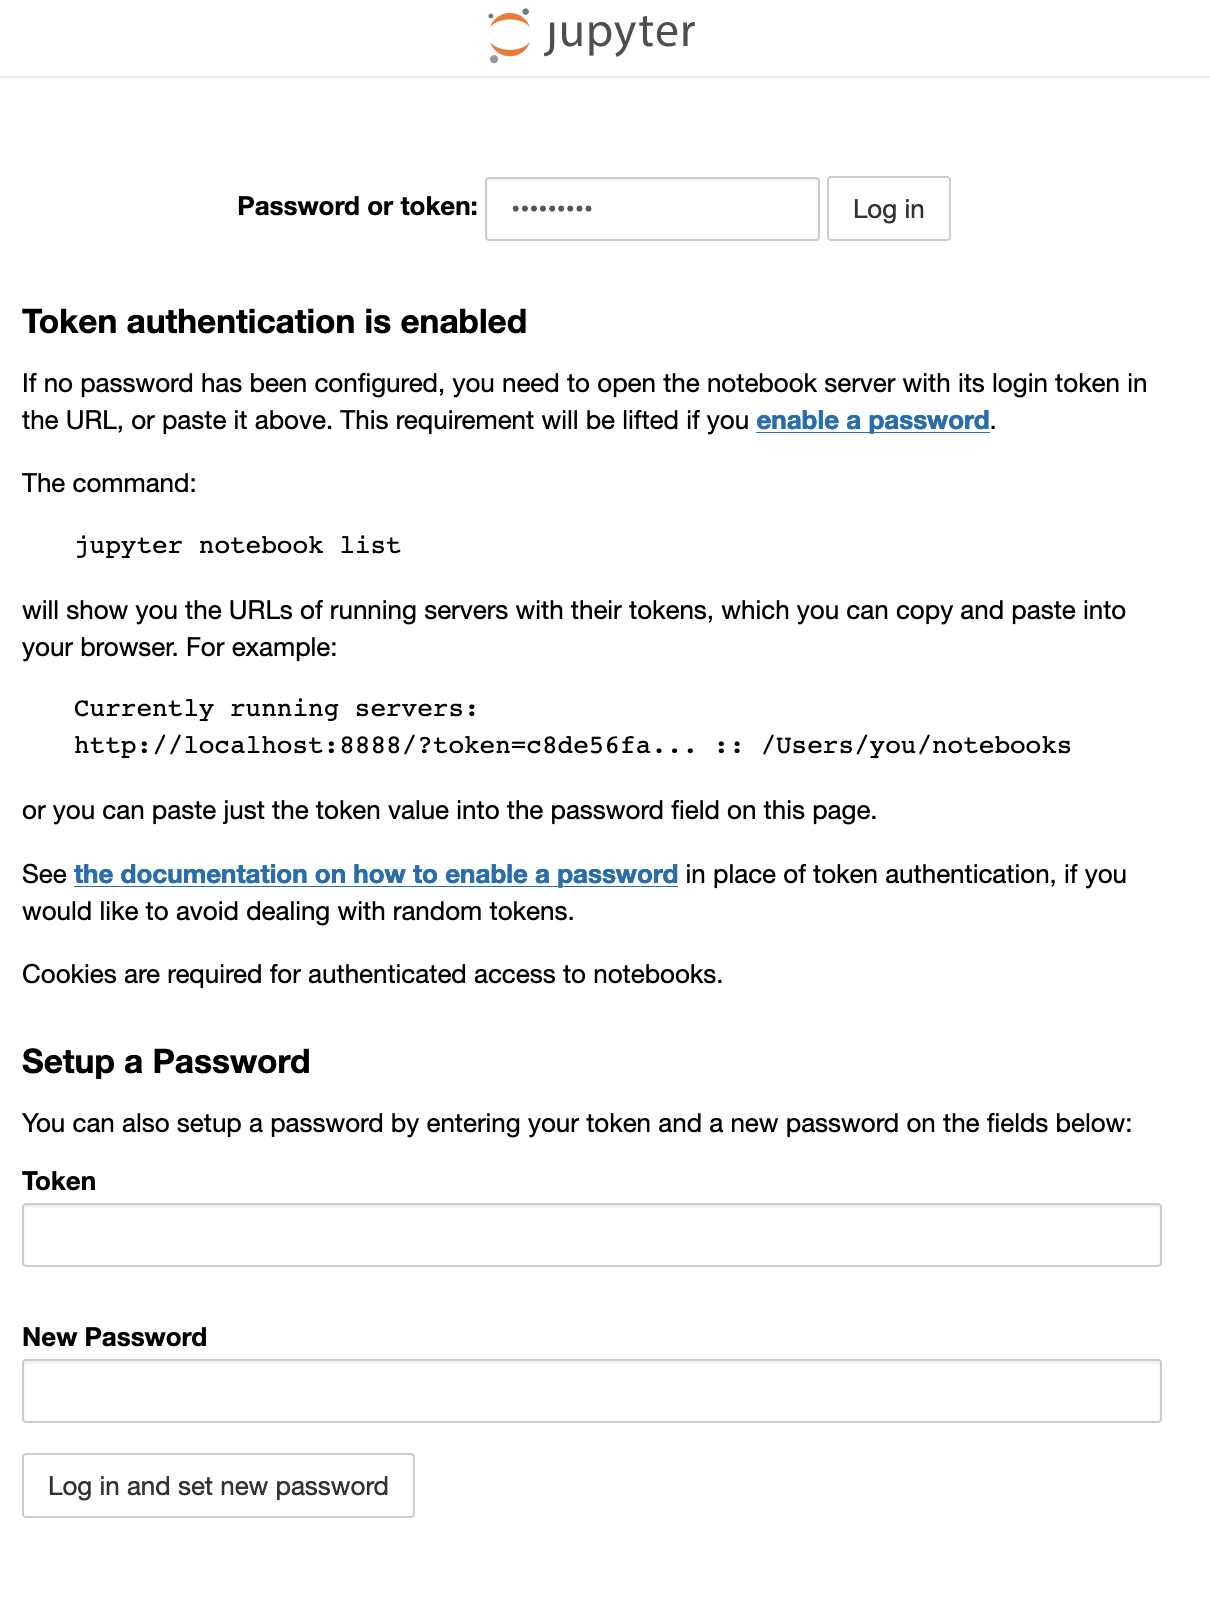 jupyter
Password or token: ••••••••• Log in
Token authentication is enabled
If no password has been configured, you need to open the notebook server with its login token in
the URL, or paste it above. This requirement will be lifted if you enable a password.
The command:
jupyter notebook list
will show you the URLs of running servers with their tokens, which you can copy and paste into
your browser. For example:
Currently running servers:
http://localhost:8888/?token=c8de56fa... :: /Users/you/notebooks
or you can paste just the token value into the password field on this page.
See the documentation on how to enable a password in place of token authentication, if you
would like to avoid dealing with random tokens.
Cookies are required for authenticated access to notebooks.
Setup a Password
You can also setup a password by entering your token and a new password on the fields below:
Token
New Password
Log in and set new password